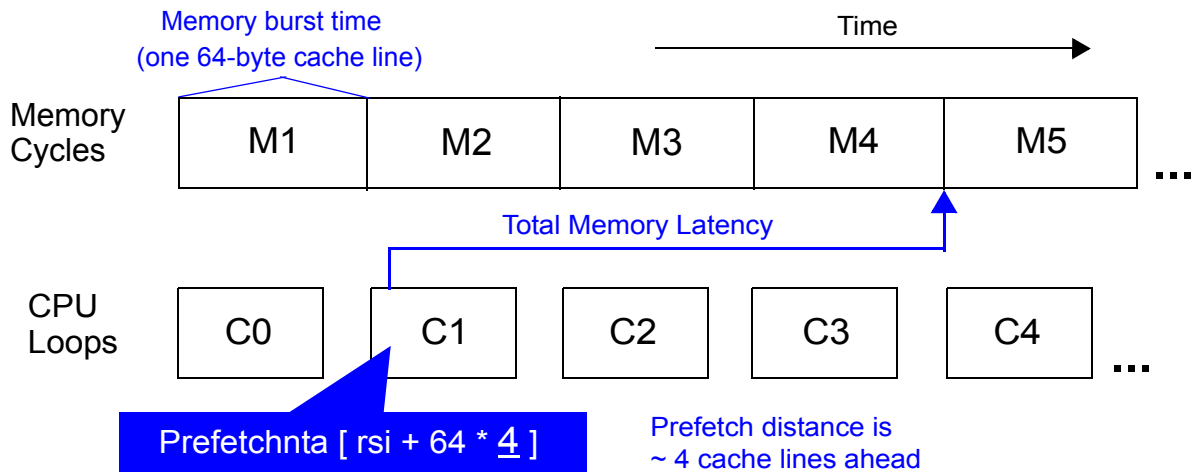 Memory burst time
(one 64-byte cache line)
Time
Memory
Cycles
M1
M2
M3
M4
M5
...
Total Memory Latency
CPU
Loops
C0
C1
C2
C3
C4
...
Prefetchnta [ rsi + 64 * 4 ]
Prefetch distance is
~ 4 cache lines ahead